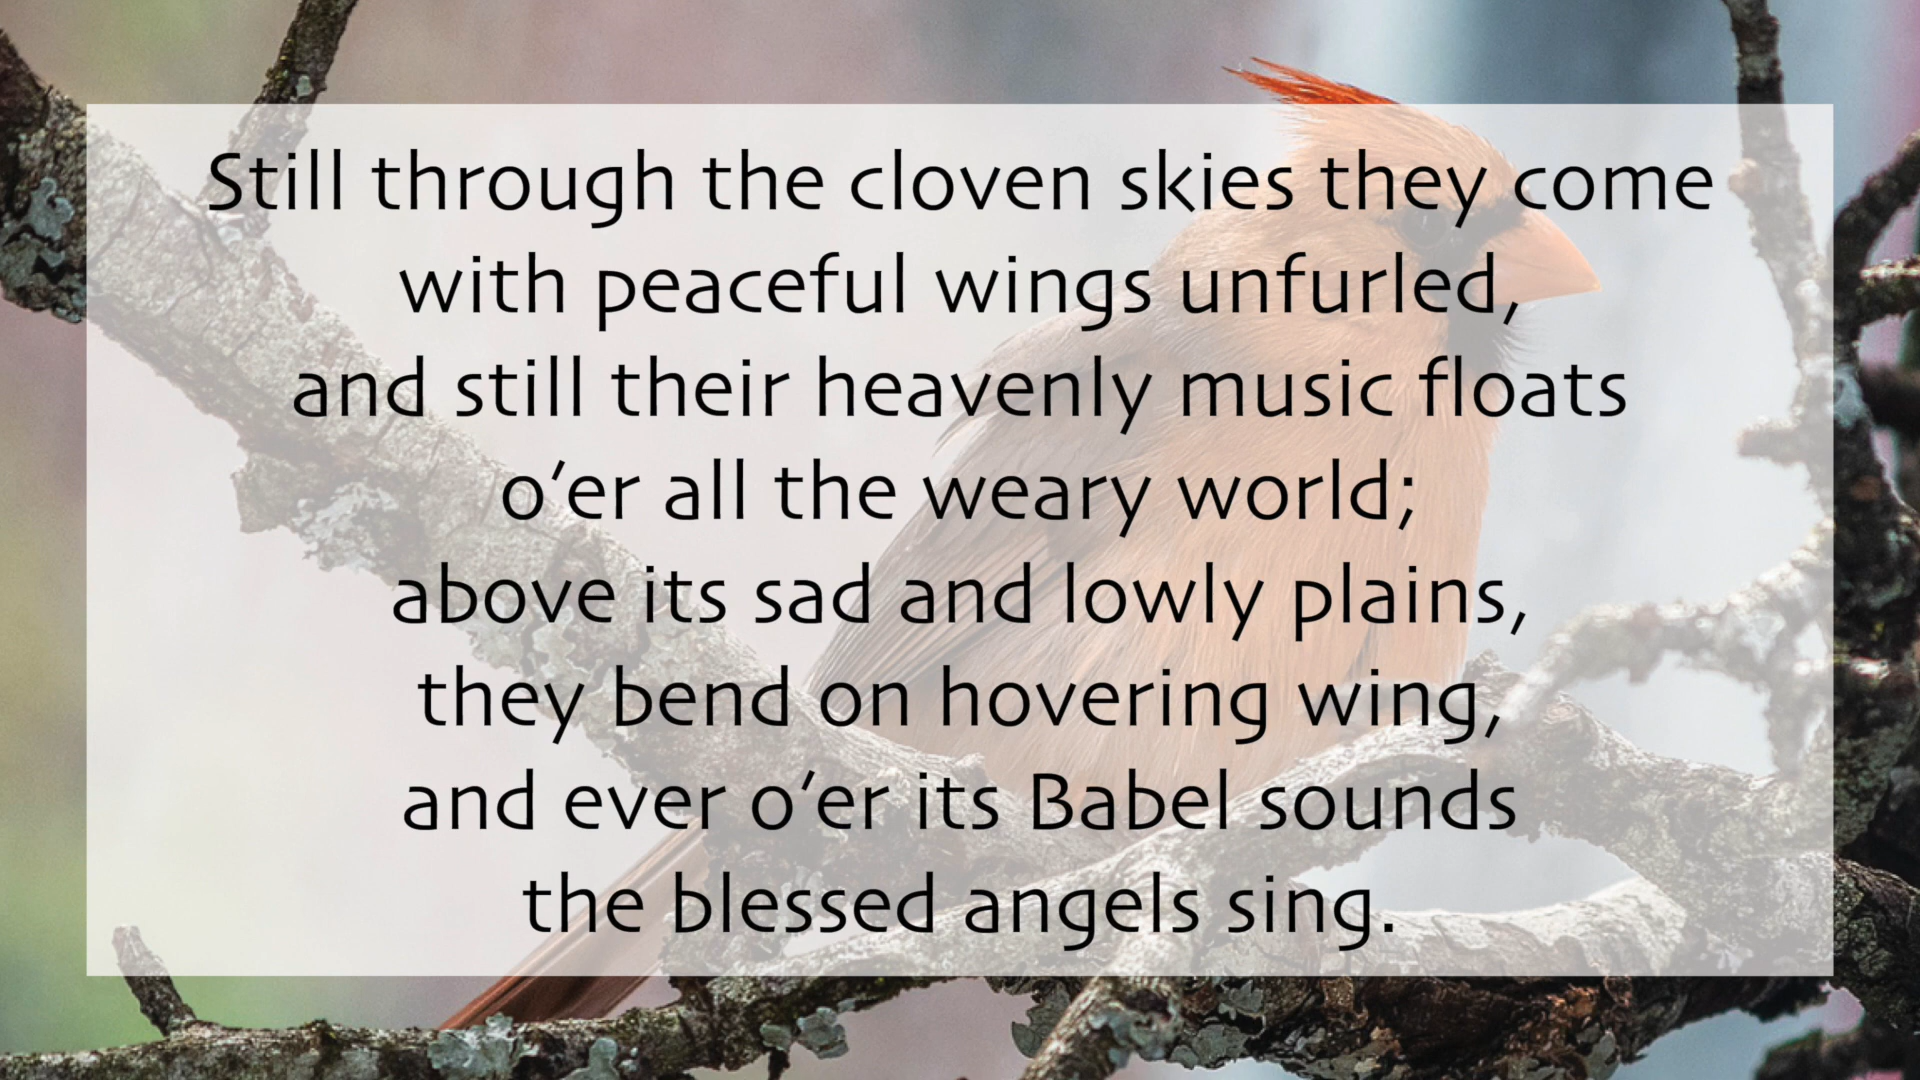 Still through the cloven skies they come
with peaceful wings unfurled,
and still their heavenly music floats
o’er all the weary world;
above its sad and lowly plains,
they bend on hovering wing,
and ever o’er its Babel sounds
the blessed angels sing.